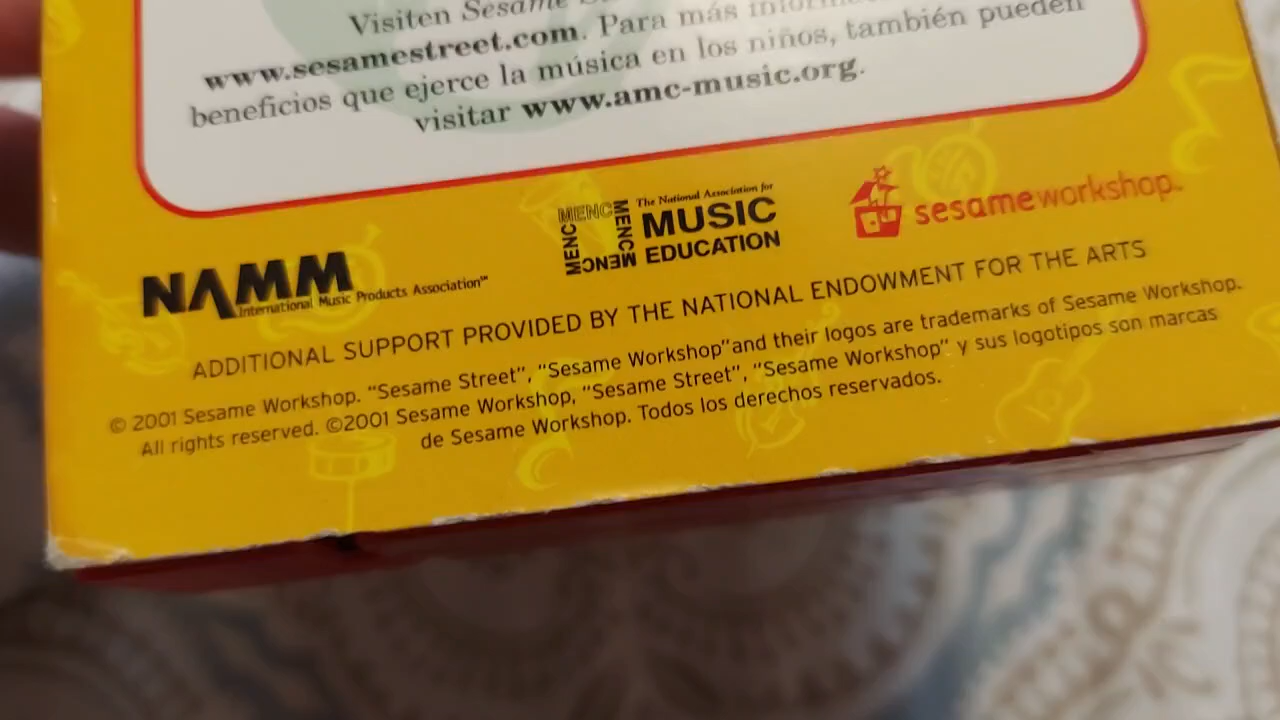 Visiten Sesame
www.sesamestreet.com. Para más
beneficios que ejerce la música en los niños, también pueden
visitar www.amc-music.org.
NAMM
International Music Products Association℠
MENC MENC MENC MENC
The National Association for
MUSIC
EDUCATION
sesameworkshop™
ADDITIONAL SUPPORT PROVIDED BY THE NATIONAL ENDOWMENT FOR THE ARTS
© 2001 Sesame Workshop. "Sesame Street", "Sesame Workshop"and their logos are trademarks of Sesame Workshop.
All rights reserved. ©2001 Sesame Workshop, "Sesame Street", "Sesame Workshop" y sus logotipos son marcas
de Sesame Workshop. Todos los derechos reservados.